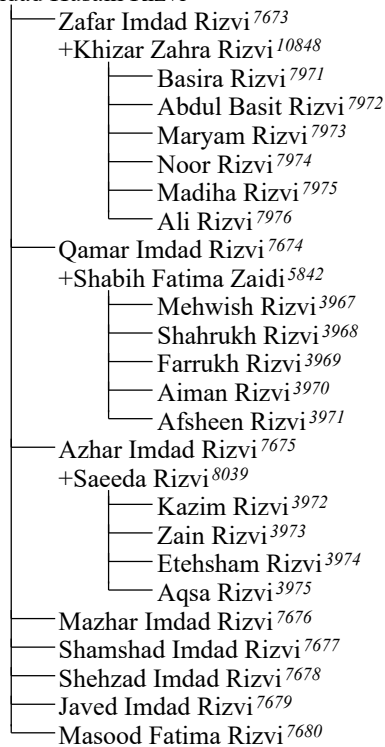 Zafar Imdad Rizvi 7673
+Khizar Zahra Rizvi 10848
Basira Rizvi 7971
Abdul Basit Rizvi 7972
Maryam Rizvi 7973
Noor Rizvi 7974
Madiha Rizvi 7975
Ali Rizvi 7976
Qamar Imdad Rizvi 7674
+Shabih Fatima Zaidi 5842
Mehwish Rizvi 3967
Shahrukh Rizvi 3968
Farrukh Rizvi 3969
Aiman Rizvi 3970
Afsheen Rizvi 3971
Azhar Imdad Rizvi 7675
+Saeeda Rizvi 8039
Kazim Rizvi 3972
Zain Rizvi 3973
Etehsham Rizvi 3974
Aqsa Rizvi 3975
Mazhar Imdad Rizvi 7676
Shamshad Imdad Rizvi 7677
Shehzad Imdad Rizvi 7678
Javed Imdad Rizvi 7679
Masood Fatima Rizvi 7680